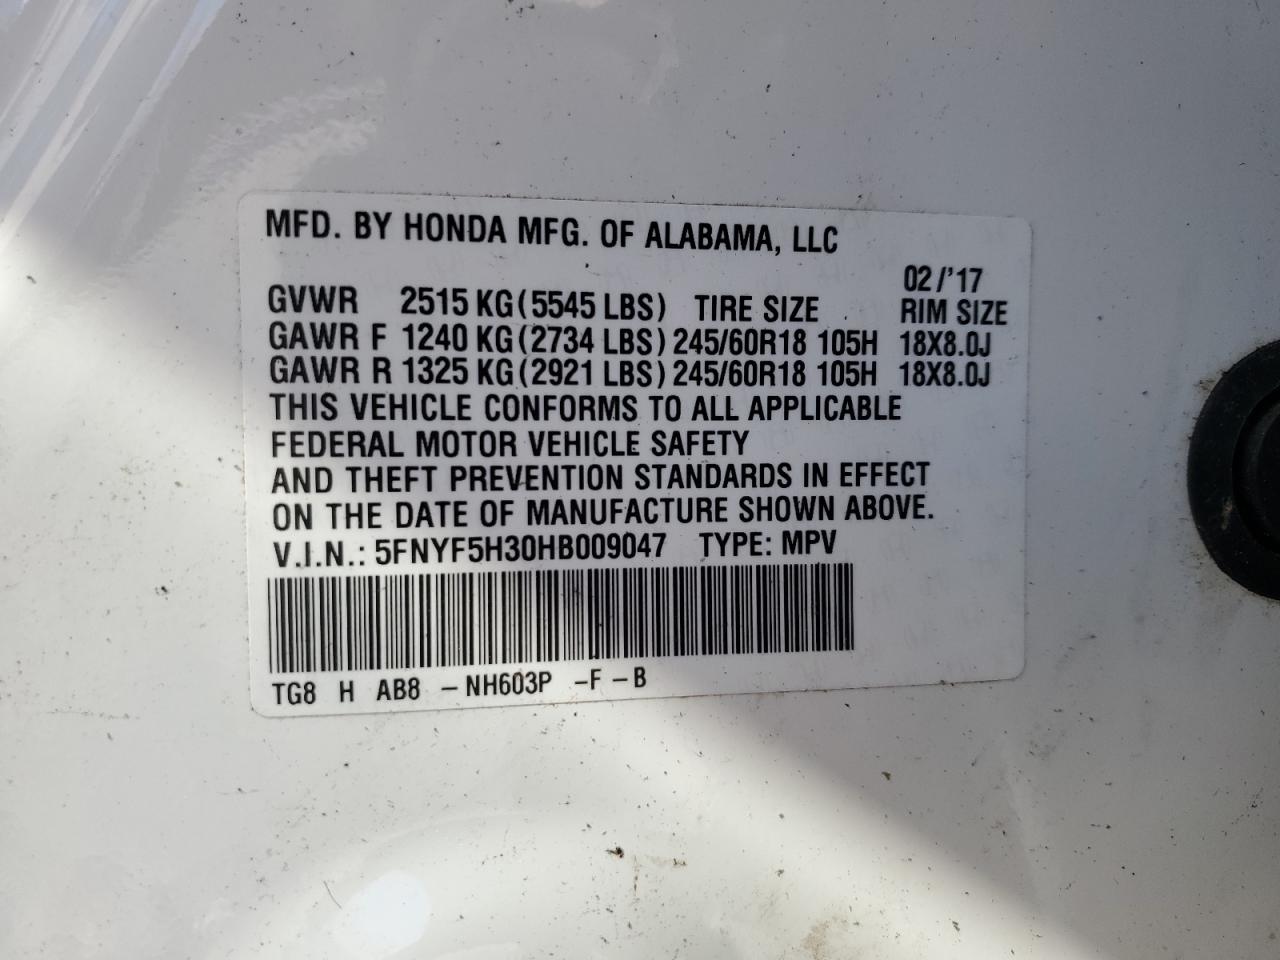 MFD. BY HONDA MFG. OF ALABAMA, LLC
02/'17
GVWR 2515 KG(5545 LBS) TIRE SIZE RIM SIZE
GAWR F 1240 KG(2734 LBS) 245/60R18 105H 18X8.0J
GAWR R 1325 KG(2921 LBS) 245/60R18 105H 18X8.0J
THIS VEHICLE CONFORMS TO ALL APPLICABLE
FEDERAL MOTOR VEHICLE SAFETY
AND THEFT PREVENTION STANDARDS IN EFFECT
ON THE DATE OF MANUFACTURE SHOWN ABOVE.
V.I.N.: 5FNYF5H30HB009047 TYPE: MPV
TG8 H AB8 -NH603P -F-B